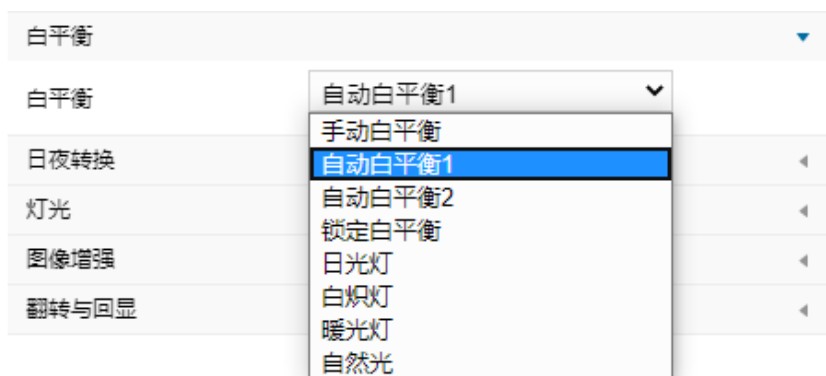 白平衡
白平衡 自动白平衡1
手动白平衡
日夜转换 自动白平衡1
灯光 自动白平衡2
锁定白平衡
图像增强 日光灯
白炽灯
翻转与回显 暖光灯
自然光